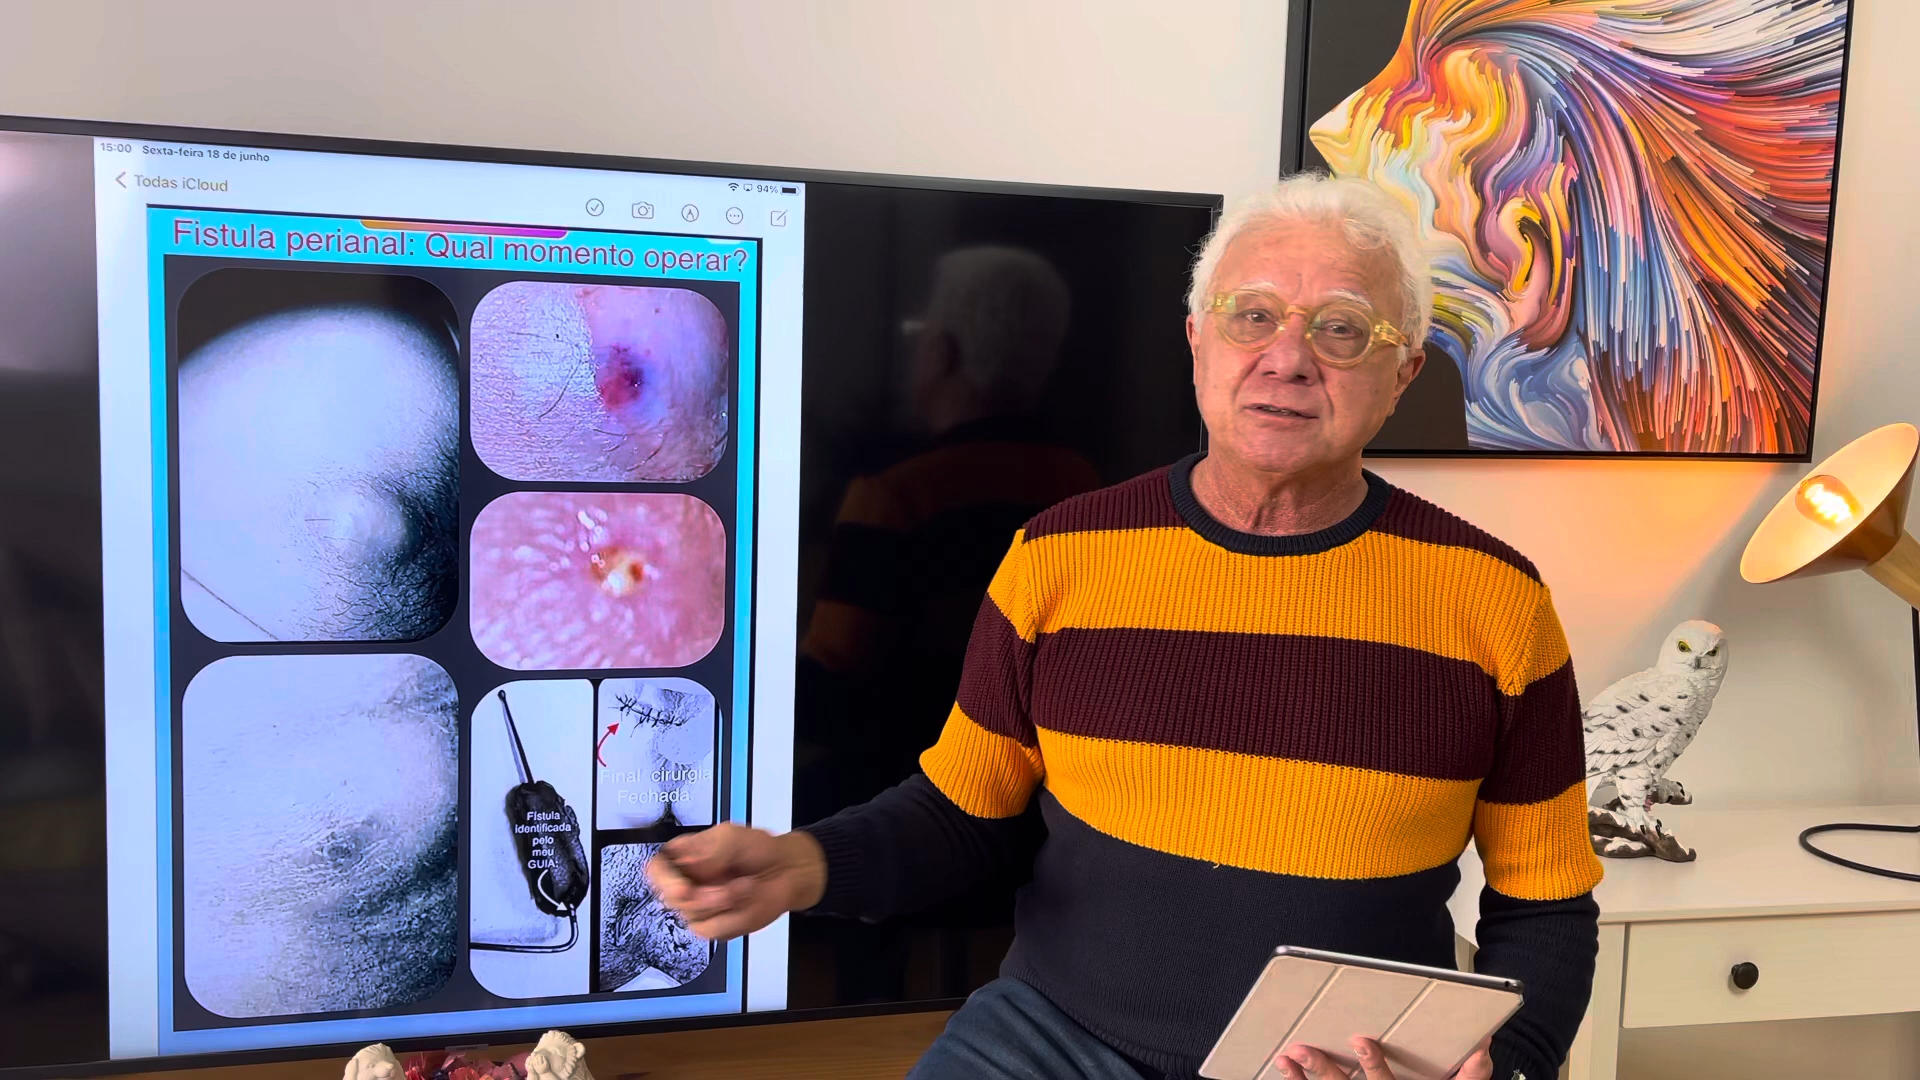 15:00 Sexta-feira 18 de junho
94%
Todas iCloud
Fistula perianal: Qual momento operar?
Final cirurgia
Fechada
Fístula
identificada
pelo
meu
GUIA: